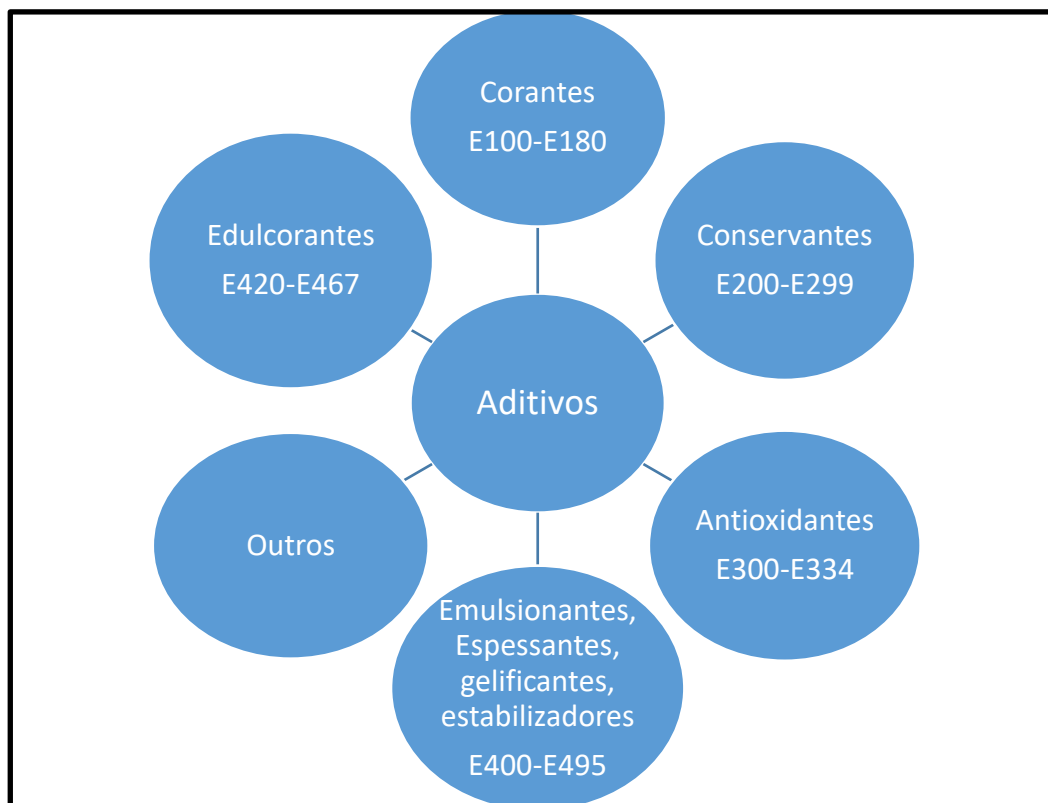 Corantes
E100-E180
Edulcorantes
E420-E467
Conservantes
E200-E299
Aditivos
Outros
Antioxidantes
E300-E334
Emulsionantes,
Espessantes,
gelificantes,
estabilizadores
E400-E495